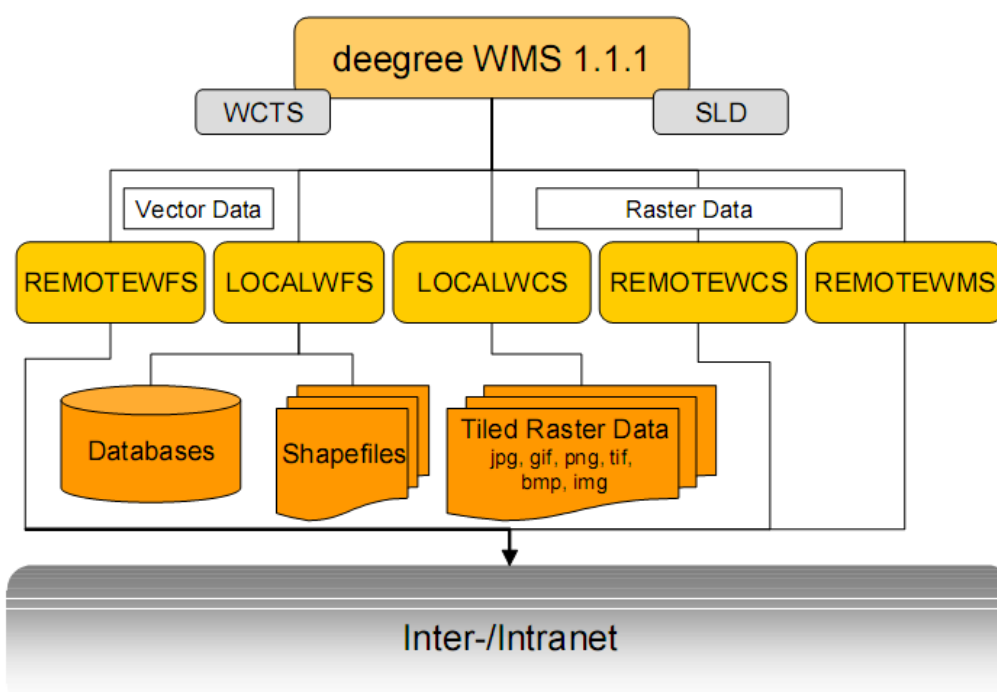 deegree WMS 1.1.1
WCTS
SLD
Vector Data
Raster Data
REMOTEWFS
LOCALWFS
LOCALWCS
REMOTEWCS
REMOTEWMS
Databases
Shapefiles
Tiled Raster Data
jpg, gif, png, tif,
bmp, img
Inter-/Intranet